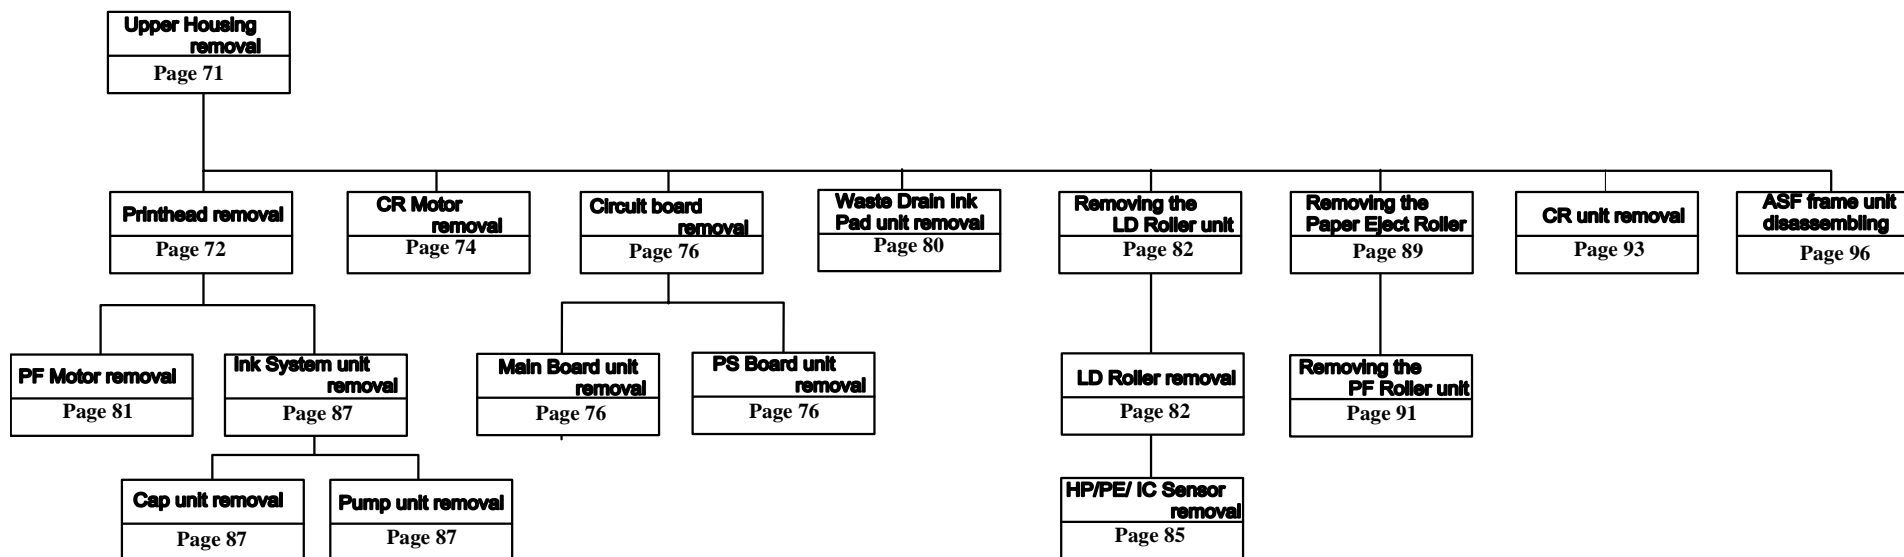 Upper Housing
removal
Page 71
Printhead removal
Page 72
CR Motor
removal
Page 74
Circuit board
removal
Page 76
Waste Drain Ink
Pad unit removal
Page 80
Removing the
LD Roller unit
Page 82
Removing the
Paper Eject Roller
Page 89
CR unit removal
Page 93
ASF frame unit
disassembling
Page 96
PF Motor removal
Page 81
Ink System unit
removal
Page 87
Main Board unit
removal
Page 76
PS Board unit
removal
Page 76
LD Roller removal
Page 82
Removing the
PF Roller unit
Page 91
Cap unit removal
Page 87
Pump unit removal
Page 87
HP/PE/ IC Sensor
removal
Page 85